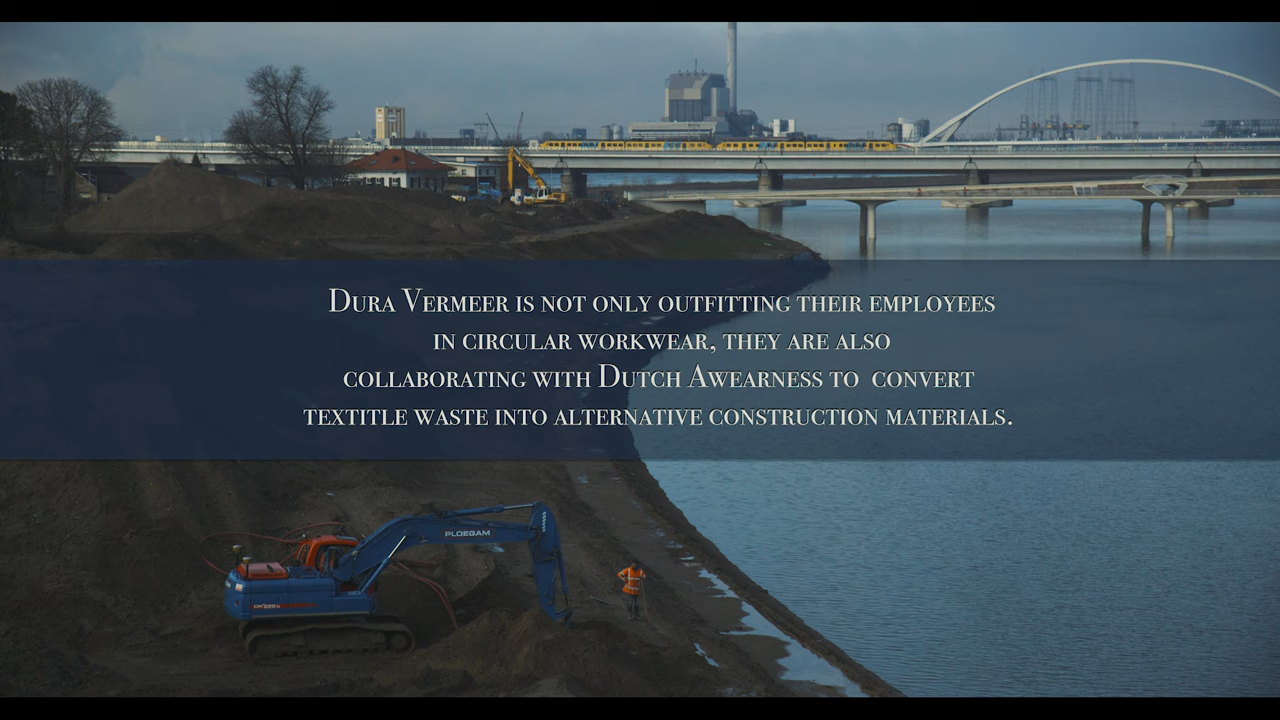 Dura Vermeer is not only outfitting their employees
in circular workwear, they are also
collaborating with Dutch Awearness to convert
textitle waste into alternative construction materials.
PLOEGAM